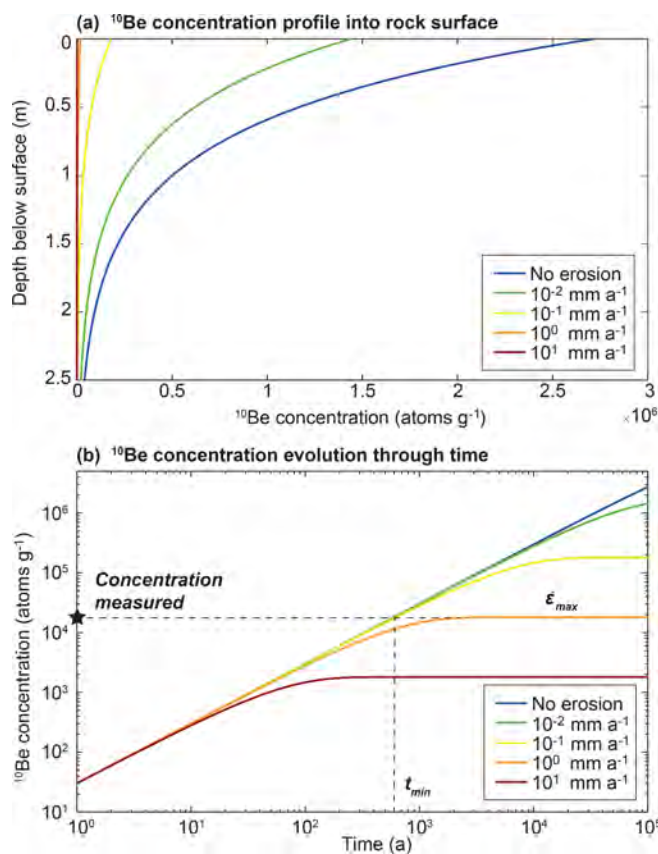 (a) ¹⁰Be concentration profile into rock surface
0
0.5
1
1.5
2
2.5
Depth below surface (m)
No erosion
10⁻² mm a⁻¹
10⁻¹ mm a⁻¹
10⁰ mm a⁻¹
10¹ mm a⁻¹
0 0.5 1 1.5 2 2.5 3
¹⁰Be concentration (atoms g⁻¹)
×10⁶
(b) ¹⁰Be concentration evolution through time
10⁶
10⁵
10⁴
10³
10²
10¹
¹⁰Be concentration (atoms g⁻¹)
Concentration
measured
ε̇max
tmin
No erosion
10⁻² mm a⁻¹
10⁻¹ mm a⁻¹
10⁰ mm a⁻¹
10¹ mm a⁻¹
10⁰ 10¹ 10² 10³ 10⁴ 10⁵
Time (a)